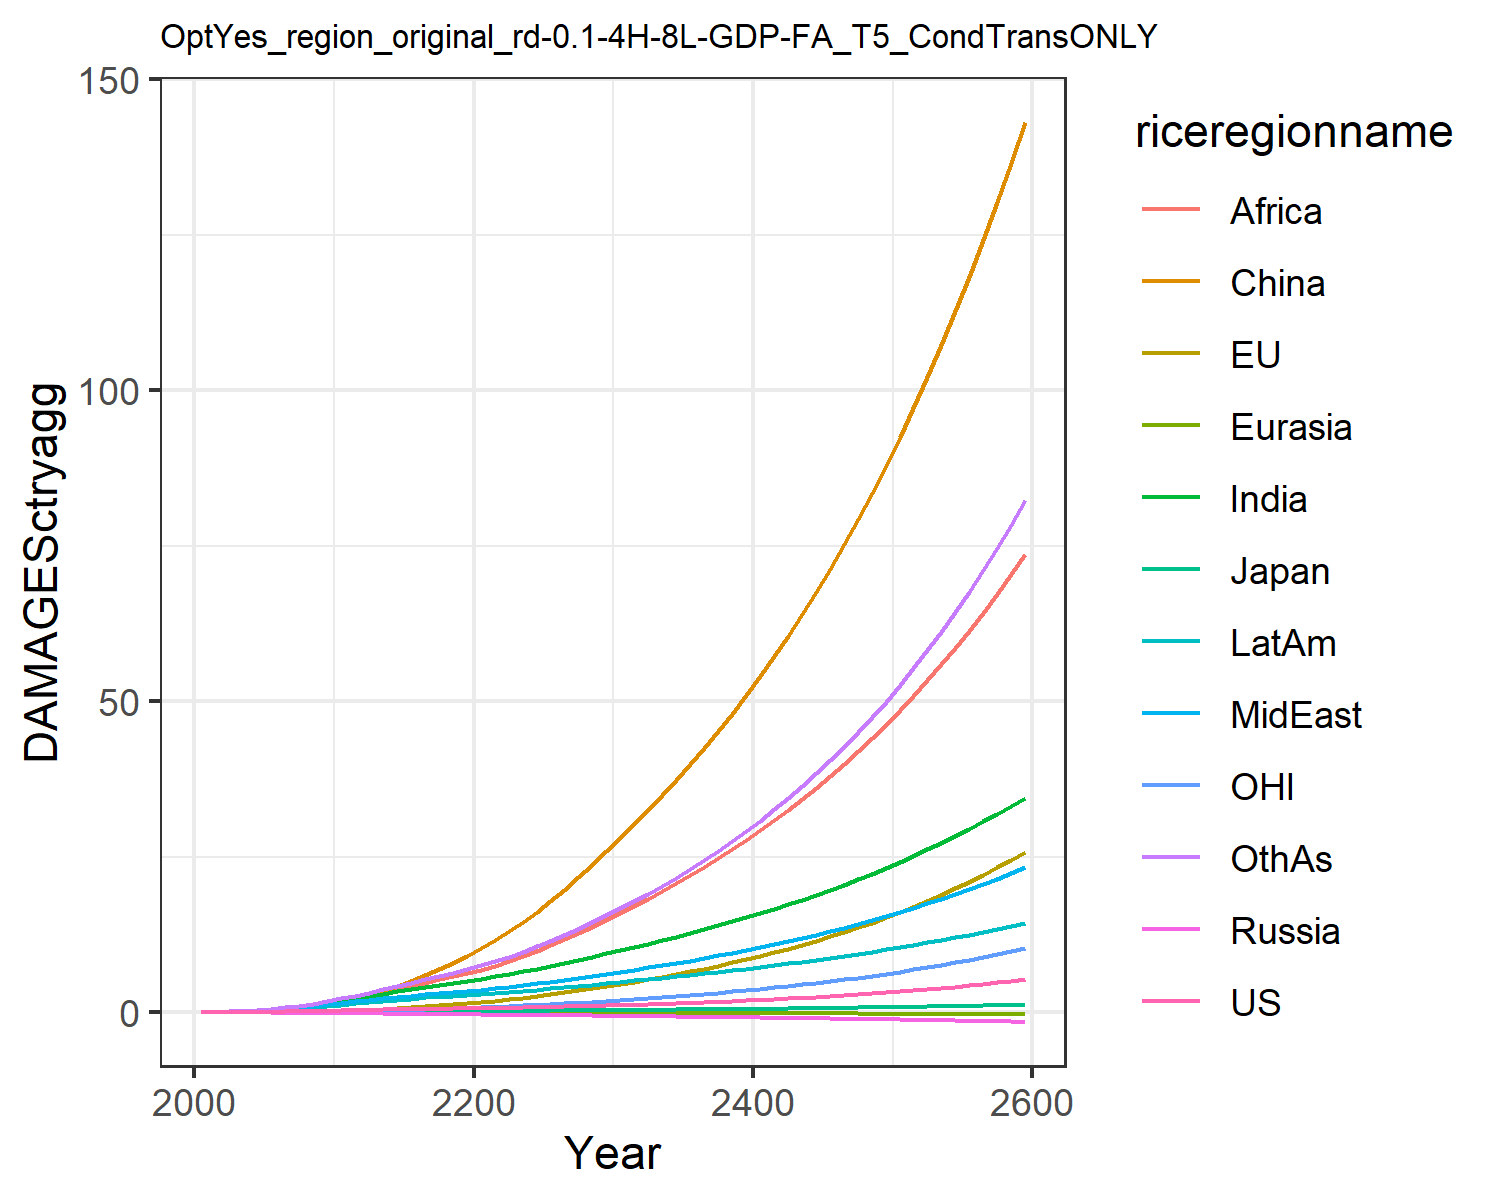 OptYes_region_original_rd-0.1-4H-8L-GDP-FA_T5_CondTransONLY
150
100
50
0
DAMAGESctryagg
2000
2200
2400
2600
Year
riceregionname
Africa
China
EU
Eurasia
India
Japan
LatAm
MidEast
OHI
OthAs
Russia
US